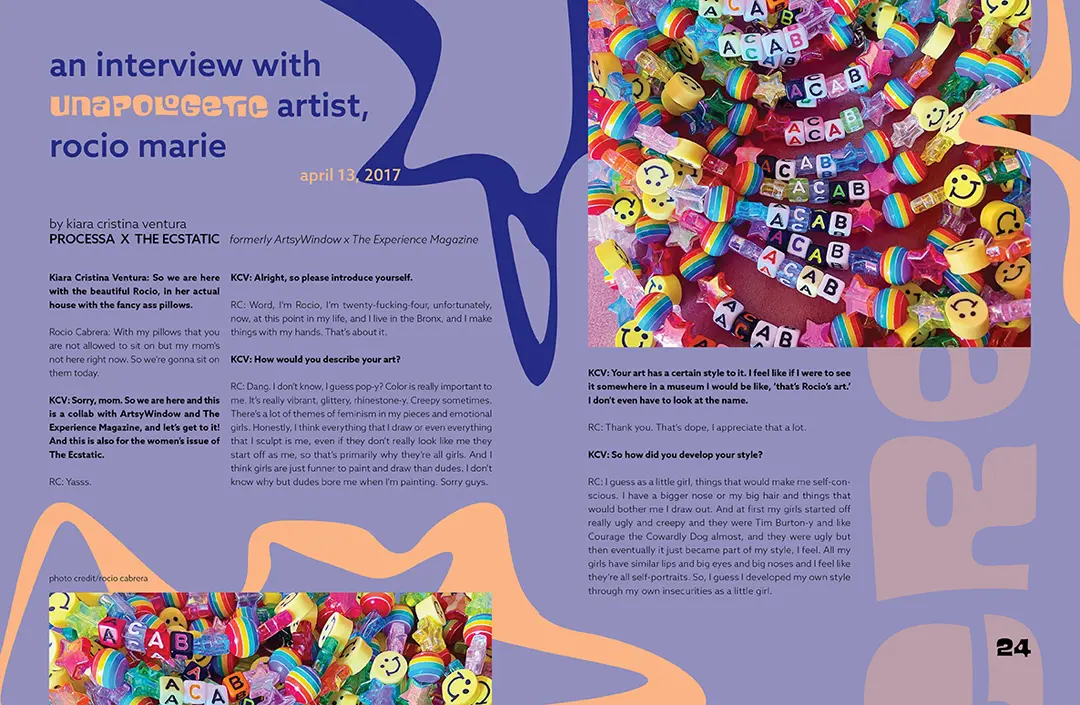 an interview with
unapologetic artist,
rocio marie
april 13, 2017
by kiara cristina ventura
PROCESSA X THE ECSTATIC formerly ArtsyWindow x The Experience Magazine
Kiara Cristina Ventura: So we are here
with the beautiful Rocio, in her actual
house with the fancy ass pillows.
Rocio Cabrera: With my pillows that you
are not allowed to sit on but my mom's
not here right now. So we're gonna sit on
them today.
KCV: Sorry, mom. So we are here and this
is a collab with ArtsyWindow and The
Experience Magazine, and let's get to it!
And this is also for the women's issue of
The Ecstatic.
RC: Yasss.
KCV: Alright, so please introduce yourself.
RC: Word, I'm Rocio, I'm twenty-fucking-four, unfortunately,
now, at this point in my life, and I live in the Bronx, and I make
things with my hands. That's about it.
KCV: How would you describe your art?
RC: Dang. I don't know, I guess pop-y? Color is really important to
me. It's really vibrant, glittery, rhinestone-y. Creepy sometimes.
There's a lot of themes of feminism in my pieces and emotional
girls. Honestly, I think everything that I draw or even everything
that I sculpt is me, even if they don't really look like me they
start off as me, so that's primarily why they're all girls. And I
think girls are just funner to paint and draw than dudes. I don't
know why but dudes bore me when I'm painting. Sorry guys.
photo credit/rocio cabrera
ACAB
ACAB
ACAB
ACAB
ACAB
ACAB
ACAB
ACAB
ACAB
ACAB
ACAB
ACAB
KCV: Your art has a certain style to it. I feel like if I were to see
it somewhere in a museum I would be like, 'that's Rocio's art.'
I don't even have to look at the name.
RC: Thank you. That's dope, I appreciate that a lot.
KCV: So how did you develop your style?
RC: I guess as a little girl, things that would make me self-con-
scious. I have a bigger nose or my big hair and things that
would bother me I draw out. And at first my girls started off
really ugly and creepy and they were Tim Burton-y and like
Courage the Cowardly Dog almost, and they were ugly but
then eventually it just became part of my style, I feel. All my
girls have similar lips and big eyes and big noses and I feel like
they're all self-portraits. So, I guess I developed my own style
through my own insecurities as a little girl.
24